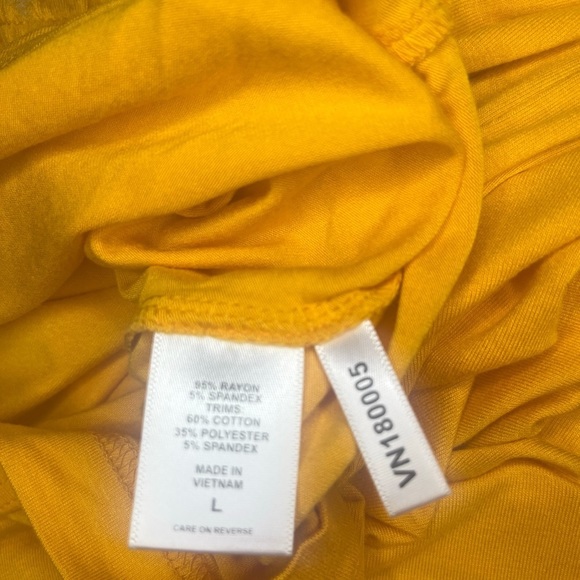 95% RAYON
5% SPANDEX
TRIMS:
60% COTTON
35% POLYESTER
5% SPANDEX
MADE IN
VIETNAM
L
CARE ON REVERSE
VN180005